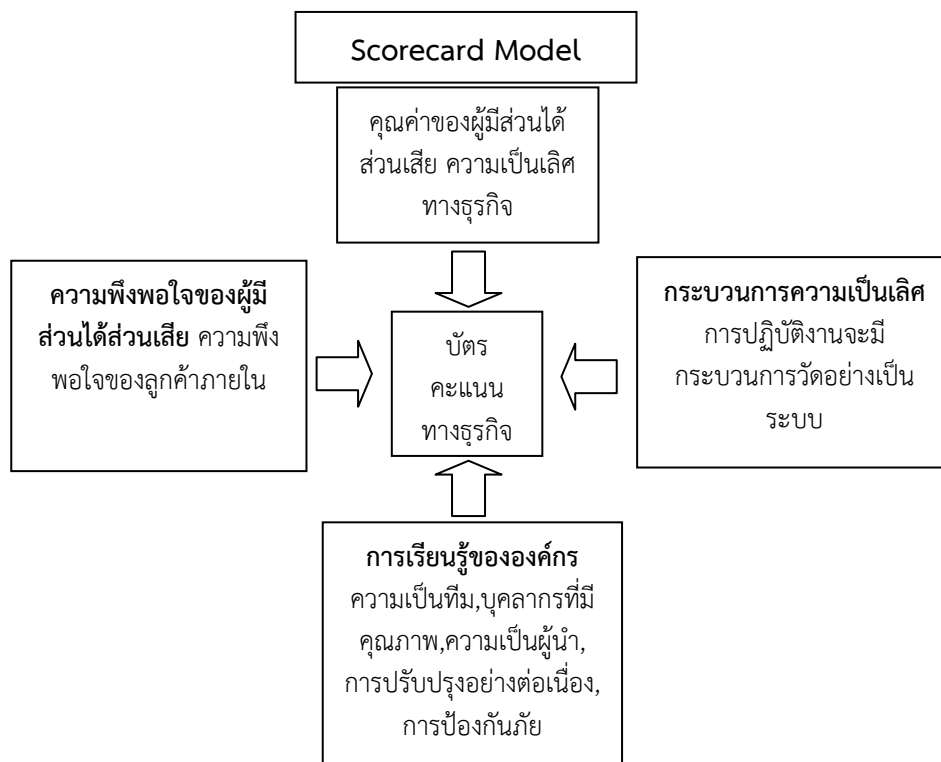 Scorecard Model
คุณค่าของผู้มีส่วนได้
ส่วนเสีย ความเป็นเลิศ
ทางธุรกิจ
ความพึงพอใจของผู้มี
ส่วนได้ส่วนเสีย ความพึง
พอใจของลูกค้าภายใน
บัตร
คะแนน
ทางธุรกิจ
กระบวนการความเป็นเลิศ
การปฏิบัติงานจะมี
กระบวนการวัดอย่างเป็น
ระบบ
การเรียนรู้ขององค์กร
ความเป็นทีม,บุคลากรที่มี
คุณภาพ,ความเป็นผู้นำ,
การปรับปรุงอย่างต่อเนื่อง,
การป้องกันภัย